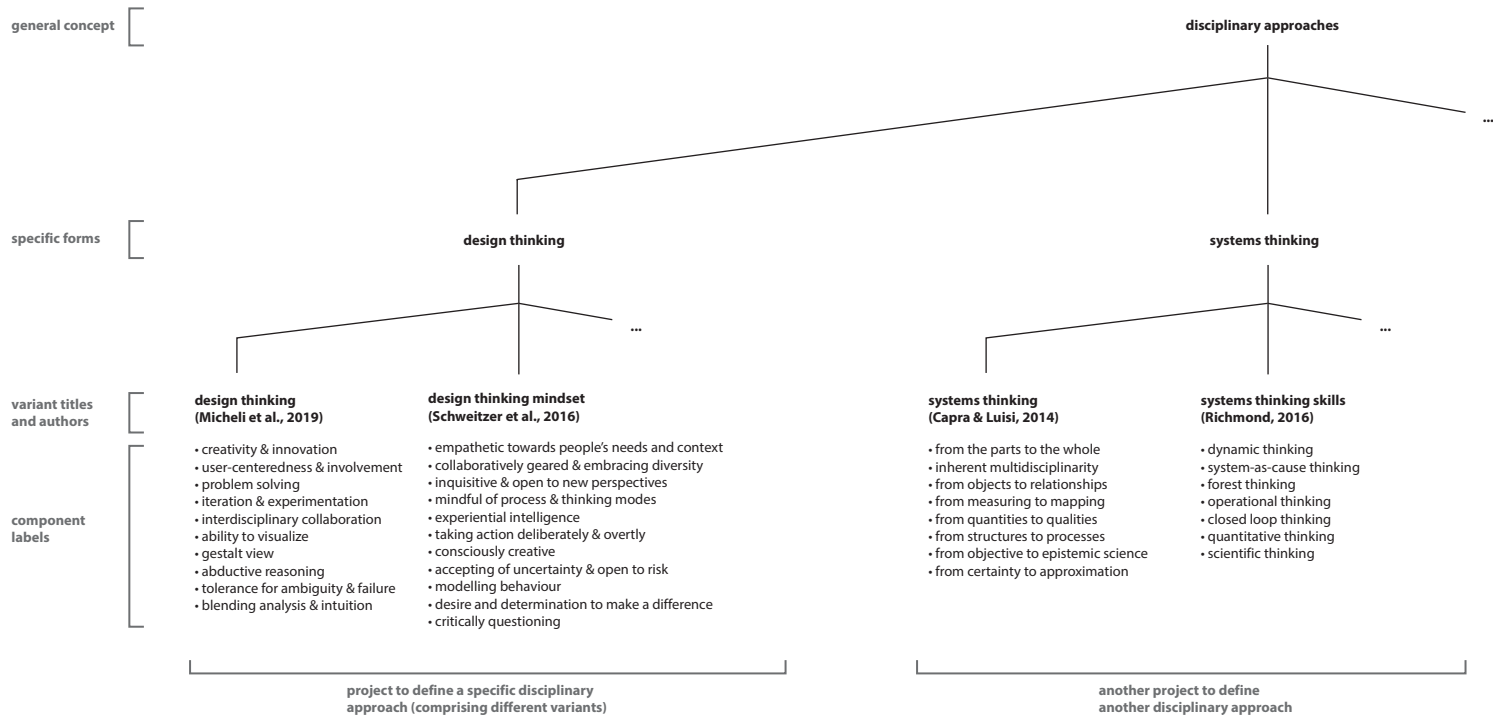 general concept
disciplinary approaches
...
specific forms
design thinking
systems thinking
...
...
variant titles
and authors
design thinking
(Micheli et al., 2019)
design thinking mindset
(Schweitzer et al., 2016)
systems thinking
(Capra & Luisi, 2014)
systems thinking skills
(Richmond, 2016)
component
labels
• creativity & innovation
• user-centeredness & involvement
• problem solving
• iteration & experimentation
• interdisciplinary collaboration
• ability to visualize
• gestalt view
• abductive reasoning
• tolerance for ambiguity & failure
• blending analysis & intuition
• empathetic towards people's needs and context
• collaboratively geared & embracing diversity
• inquisitive & open to new perspectives
• mindful of process & thinking modes
• experiential intelligence
• taking action deliberately & overtly
• consciously creative
• accepting of uncertainty & open to risk
• modelling behaviour
• desire and determination to make a difference
• critically questioning
• from the parts to the whole
• inherent multidisciplinarity
• from objects to relationships
• from measuring to mapping
• from quantities to qualities
• from structures to processes
• from objective to epistemic science
• from certainty to approximation
• dynamic thinking
• system-as-cause thinking
• forest thinking
• operational thinking
• closed loop thinking
• quantitative thinking
• scientific thinking
project to define a specific disciplinary
approach (comprising different variants)
another project to define
another disciplinary approach